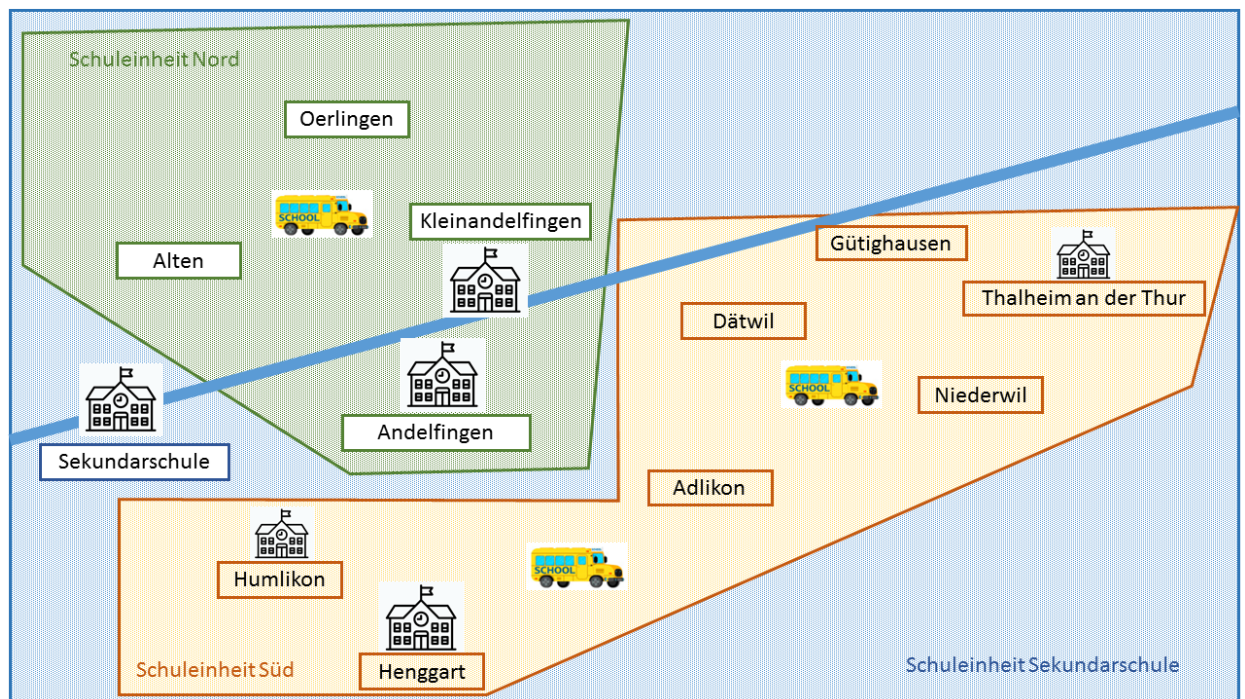 Schuleinheit Nord
Oerlingen
SCHOOL
Kleinandelfingen
Alten
Gütighausen
Thalheim an der Thur
Dätwil
SCHOOL
Niederwil
Andelfingen
Sekundarschule
Adlikon
SCHOOL
Humlikon
Schuleinheit Süd
Henggart
Schuleinheit Sekundarschule